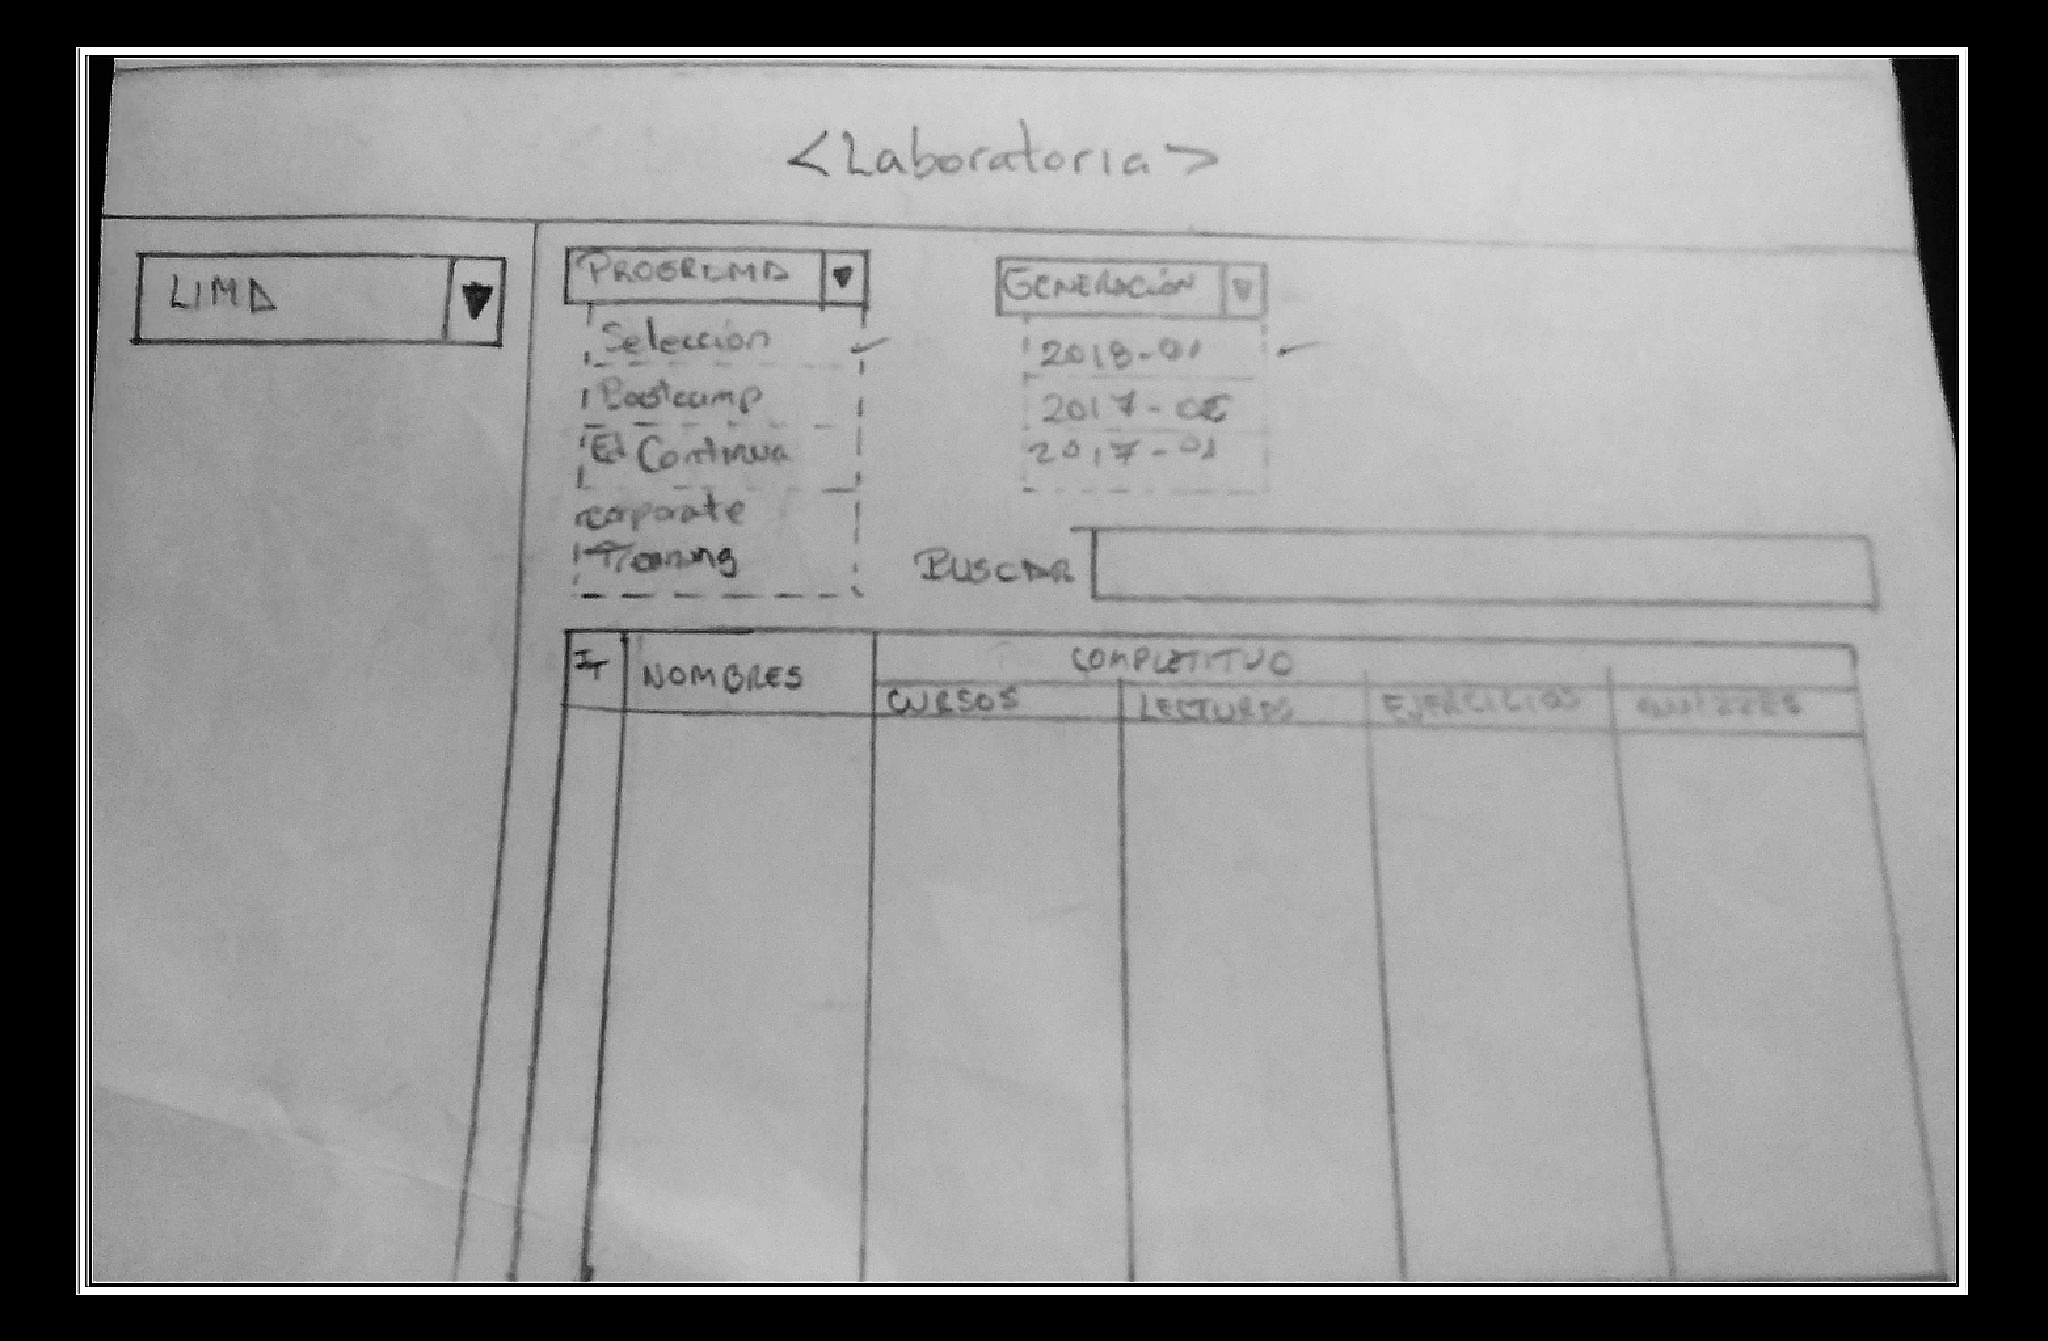 <Laboratoria>
LIMA
PROGRAMA
Selección
Bootcamp
Ed Continua
corporate
Training
GENERACIÓN
2018-01
2017-02
2017-01
BUSCAR
IT
NOMBRES
COMPLETITUD
CURSOS
LECTURAS
EJERCICIOS
QUIZZES